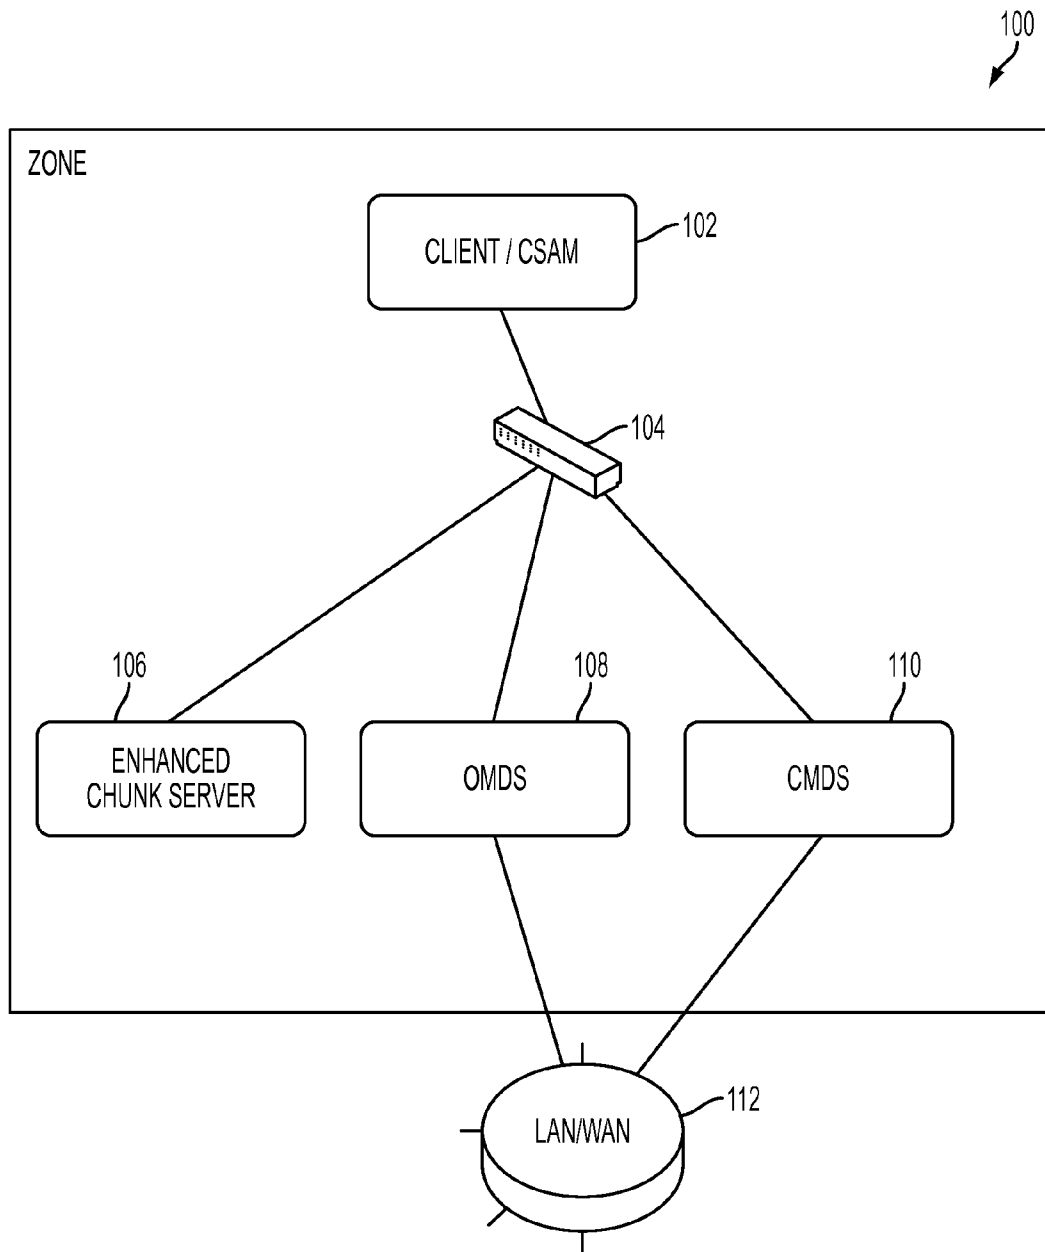 100
ZONE
CLIENT / CSAM
102
104
106
108
110
ENHANCED
CHUNK SERVER
OMDS
CMDS
LAN/WAN
112